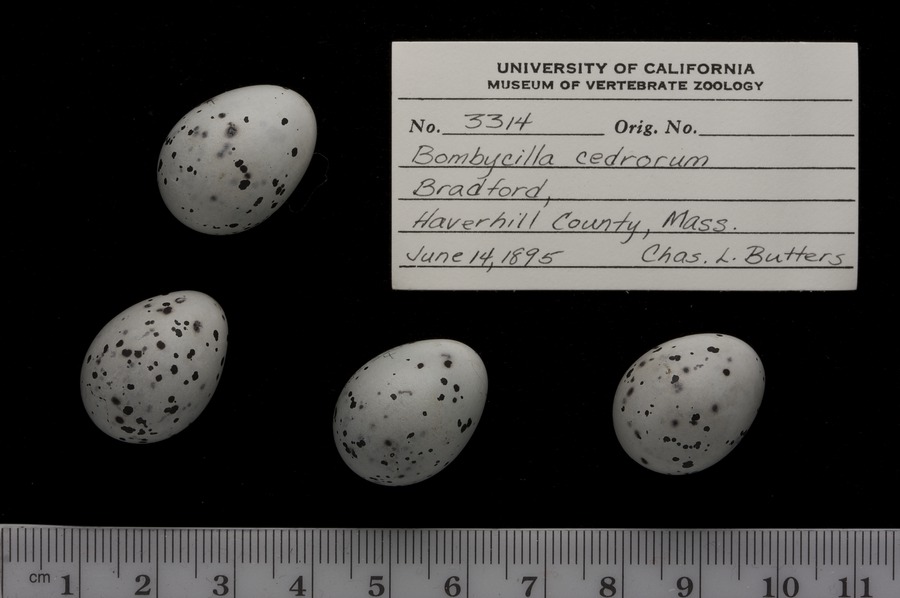 UNIVERSITY OF CALIFORNIA
MUSEUM OF VERTEBRATE ZOOLOGY
No. 3314 Orig. No.
Bombycilla cedrorum
Bradford,
Haverhill County, Mass.
June 14, 1895 Chas. L. Butters
cm 1 2 3 4 5 6 7 8 9 10 11